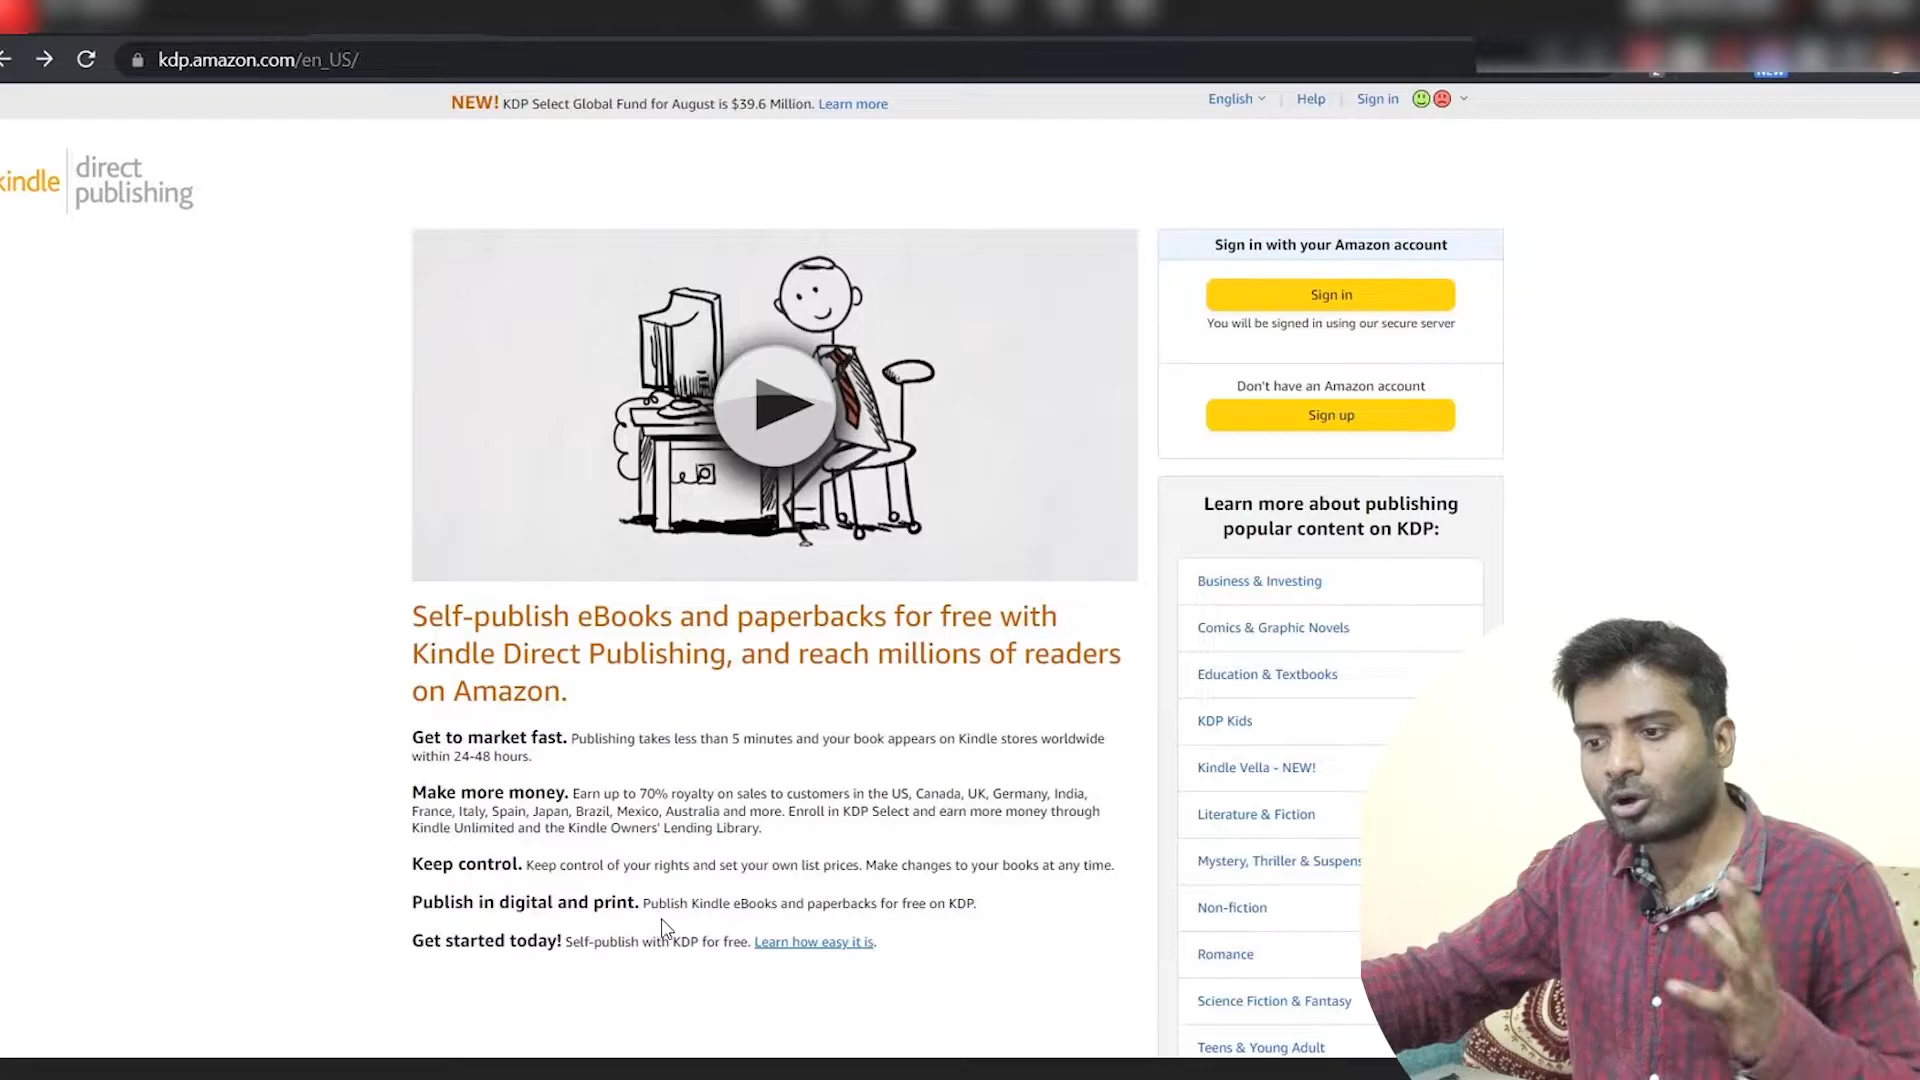 kdp.amazon.com/en_US/
NEW
NEW! KDP Select Global Fund for August is $39.6 Million. Learn more
English
Help
Sign in
kindle direct publishing
Sign in with your Amazon account
Sign in
You will be signed in using our secure server
Don't have an Amazon account
Sign up
Self-publish eBooks and paperbacks for free with
Kindle Direct Publishing, and reach millions of readers
on Amazon.
Get to market fast. Publishing takes less than 5 minutes and your book appears on Kindle stores worldwide
within 24-48 hours.
Make more money. Earn up to 70% royalty on sales to customers in the US, Canada, UK, Germany, India,
France, Italy, Spain, Japan, Brazil, Mexico, Australia and more. Enroll in KDP Select and earn more money through
Kindle Unlimited and the Kindle Owners' Lending Library.
Keep control. Keep control of your rights and set your own list prices. Make changes to your books at any time.
Publish in digital and print. Publish Kindle eBooks and paperbacks for free on KDP.
Get started today! Self-publish with KDP for free. Learn how easy it is.
Learn more about publishing
popular content on KDP:
Business & Investing
Comics & Graphic Novels
Education & Textbooks
KDP Kids
Kindle Vella - NEW!
Literature & Fiction
Mystery, Thriller & Suspens
Non-fiction
Romance
Science Fiction & Fantasy
Teens & Young Adult